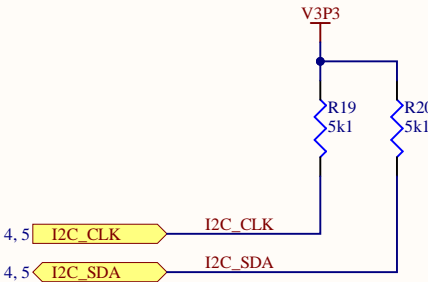 V3P3
R19
5k1
R20
5k1
I2C_CLK
4, 5 I2C_CLK
I2C_SDA
4, 5 I2C_SDA